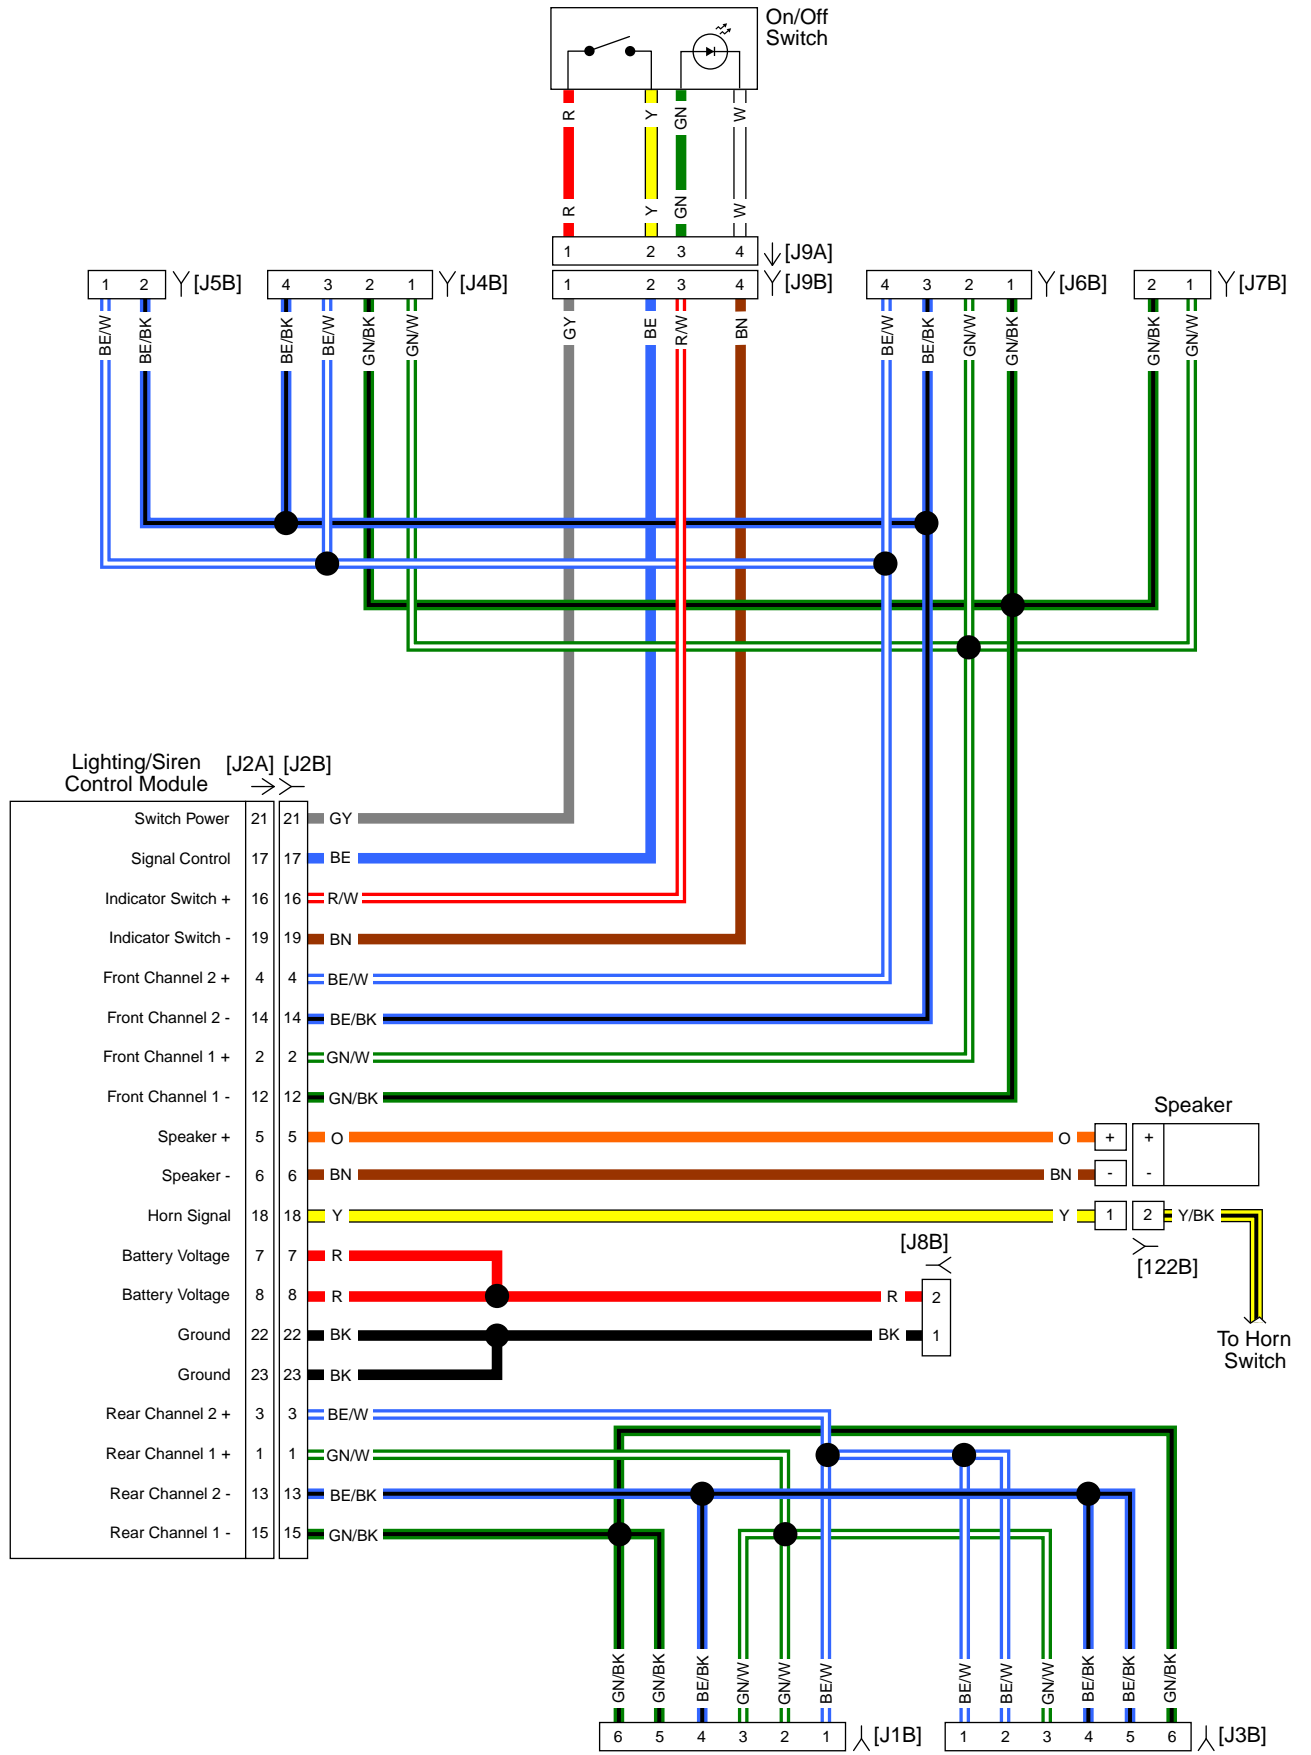 On/Off
Switch
R Y GN W
R Y GN W
1 2 3 4 [J9A]
1 2 [J5B] 4 3 2 1 [J4B] 1 2 3 4 [J9B] 4 3 2 1 [J6B] 2 1 [J7B]
BE/W BE/BK BE/BK BE/W GN/BK GN/W GY BE R/W BN BE/W BE/BK GN/W GN/BK GN/BK GN/W
Lighting/Siren
Control Module
[J2A] [J2B]
Switch Power 21 21 GY
Signal Control 17 17 BE
Indicator Switch + 16 16 R/W
Indicator Switch - 19 19 BN
Front Channel 2 + 4 4 BE/W
Front Channel 2 - 14 14 BE/BK
Front Channel 1 + 2 2 GN/W
Front Channel 1 - 12 12 GN/BK
Speaker
Speaker + 5 5 O O + +
Speaker - 6 6 BN BN - -
Horn Signal 18 18 Y Y 1 2 Y/BK
[122B]
To Horn
Switch
[J8B]
Battery Voltage 7 7 R
Battery Voltage 8 8 R R 2
Ground 22 22 BK BK 1
Ground 23 23 BK
Rear Channel 2 + 3 3 BE/W
Rear Channel 1 + 1 1 GN/W
Rear Channel 2 - 13 13 BE/BK
Rear Channel 1 - 15 15 GN/BK
GN/BK GN/BK BE/BK GN/W GN/W BE/W BE/W BE/W GN/W BE/BK BE/BK GN/BK
6 5 4 3 2 1 [J1B] 1 2 3 4 5 6 [J3B]